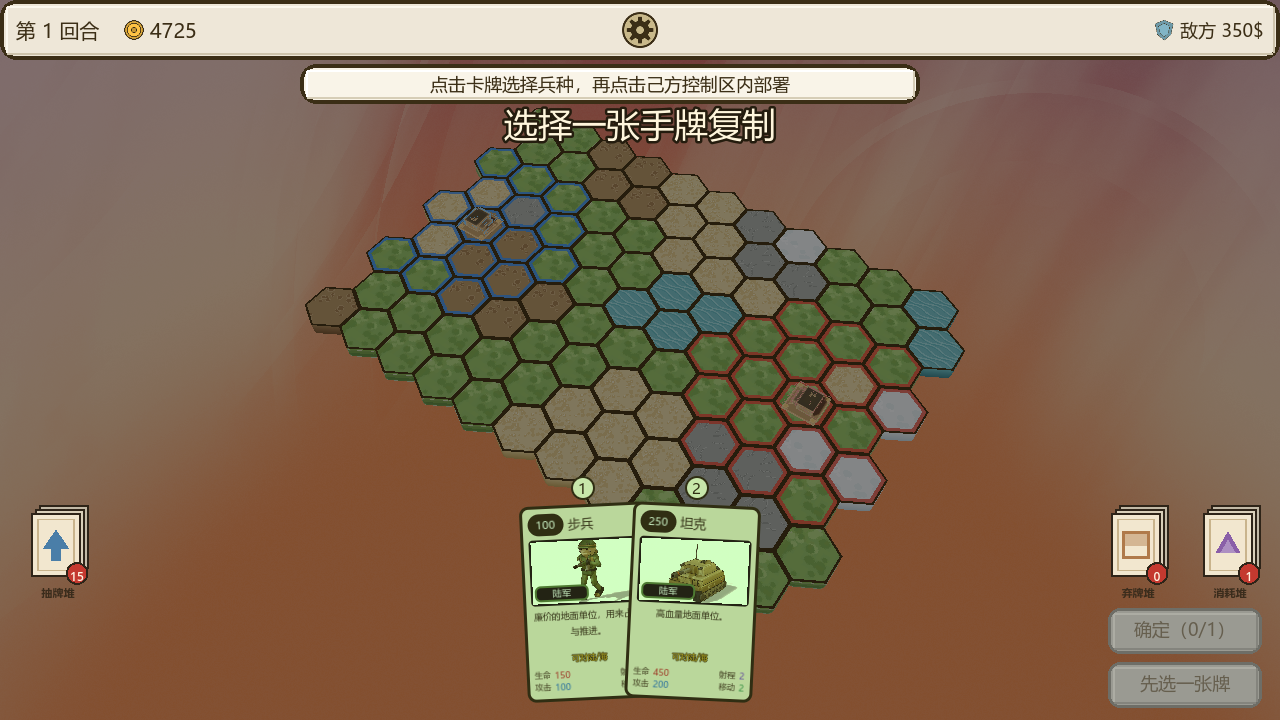 第 1 回合
4725
敌方 350$
点击卡牌选择兵种，再点击己方控制区内部署
选择一张手牌复制
1
2
100 步兵
陆军
廉价的地面单位，用来
与推进。
生命 150
攻击 100
250 坦克
陆军
高血量地面单位。
生命 450
射程 2
攻击 200
移动 2
15
抽牌堆
0
弃牌堆
1
消耗堆
确定（0/1）
先选一张牌